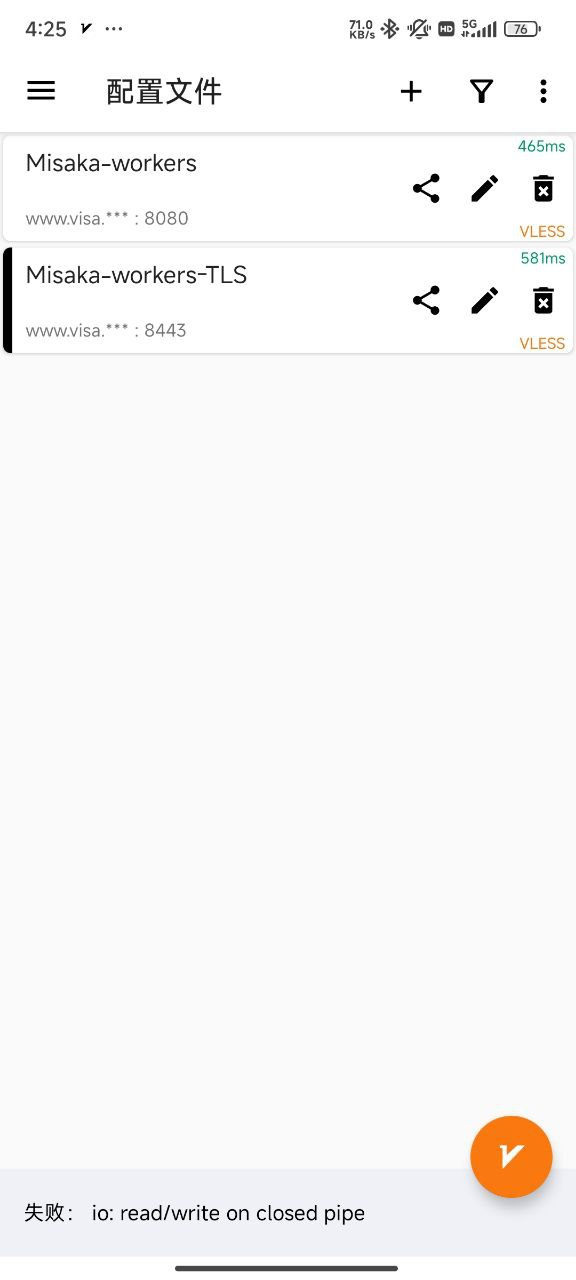 4:25
71.0
KB/s
HD
5G
76
配置文件
465ms
Misaka-workers
www.visa.*** : 8080
VLESS
581ms
Misaka-workers-TLS
www.visa.*** : 8443
VLESS
失败： io: read/write on closed pipe